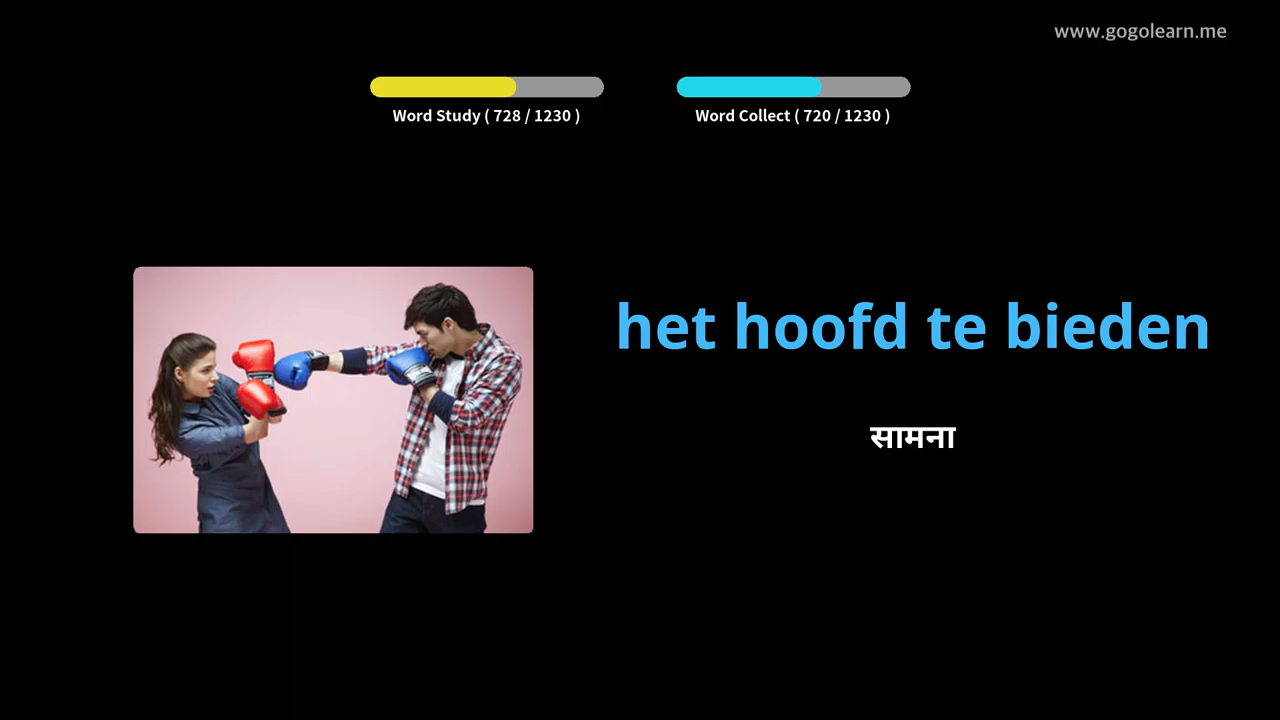 www.gogolearn.me
Word Study ( 728 / 1230 )
Word Collect ( 720 / 1230 )
het hoofd te bieden
सामना